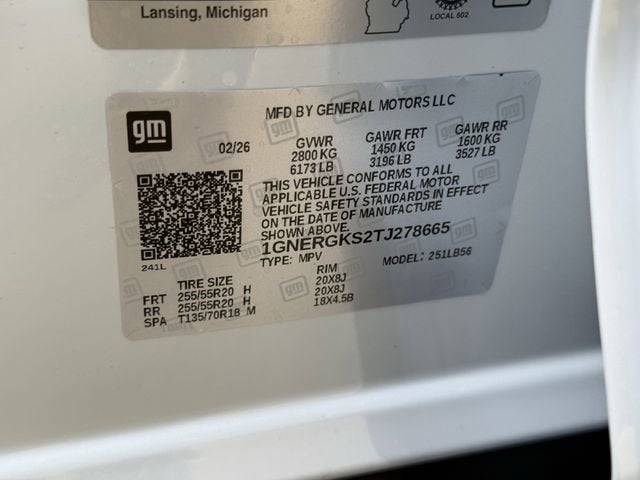 Lansing, Michigan
LOCAL 602
gm
MFD BY GENERAL MOTORS LLC
02/26
GVWR GAWR FRT GAWR RR
2800 KG 1450 KG 1600 KG
6173 LB 3196 LB 3527 LB
THIS VEHICLE CONFORMS TO ALL
APPLICABLE U.S. FEDERAL MOTOR
VEHICLE SAFETY STANDARDS IN EFFECT
ON THE DATE OF MANUFACTURE
SHOWN ABOVE.
1GNERGKS2TJ278665
TYPE: MPV MODEL: 251LB56
241L
TIRE SIZE RIM
FRT 255/55R20 H 20X8J
RR 255/55R20 H 20X8J
SPA T135/70R18 M 18X4.5B